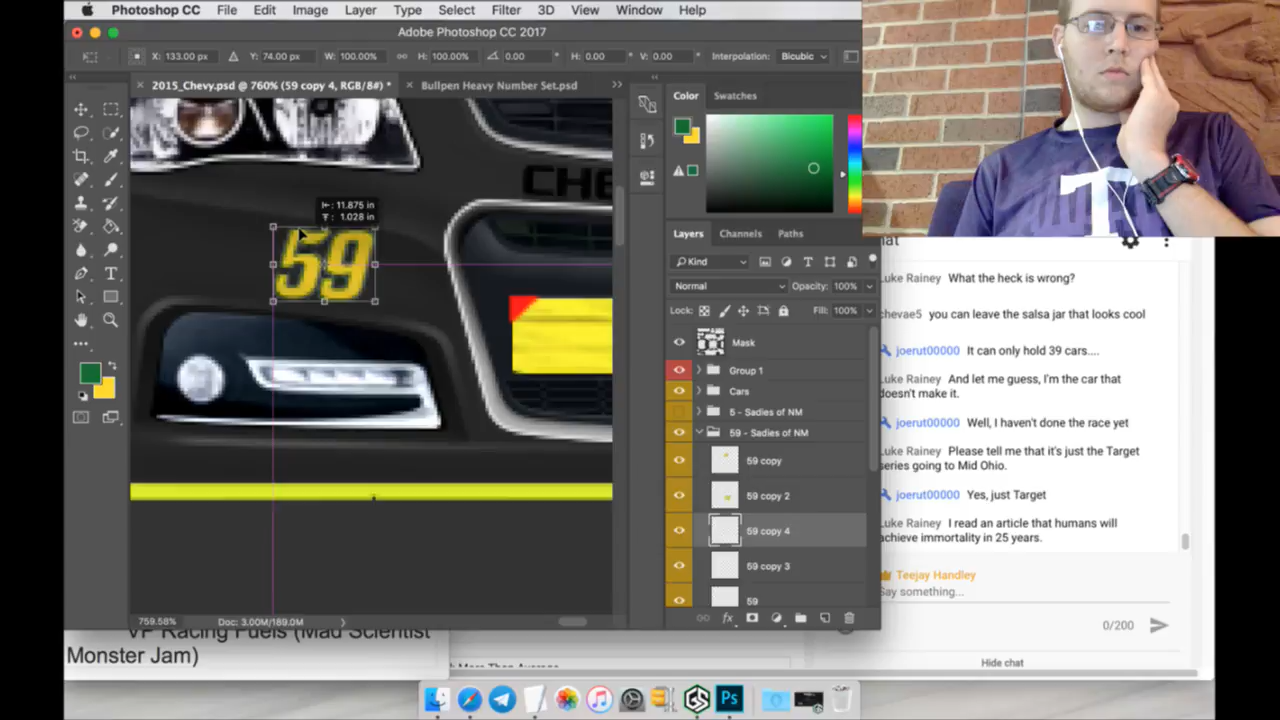 Photoshop CC File Edit Image Layer Type Select Filter 3D View Window Help
Adobe Photoshop CC 2017
X: 133.00 px Y: 74.00 px W: 100.00% H: 100.00% 0.00 ° H: 0.00 ° V: 0.00 ° Interpolation: Bicubic
2015_Chevy.psd @ 760% (59 copy 4, RGB/8#) *
Bullpen Heavy Number Set.psd
Color Swatches
CHE
11.875 in
1.028 in
59
Layers Channels Paths
Kind
Normal Opacity: 100%
Lock: Fill: 100%
Mask
Group 1
Cars
5 - Sadies of NM
59 - Sadies of NM
59 copy
59 copy 2
59 copy 4
59 copy 3
59
fx
759.58% Doc: 3.00M/169.0M
VP Racing Fuels (Mad Scientist
Monster Jam)
More Than Average
T
Luke Rainey What the heck is wrong?
chevae5 you can leave the salsa jar that looks cool
joerut00000 It can only hold 39 cars....
Luke Rainey And let me guess, I'm the car that
doesn't make it.
joerut00000 Well, I haven't done the race yet
Luke Rainey Please tell me that it's just the Target
series going to Mid Ohio.
joerut00000 Yes, just Target
Luke Rainey I read an article that humans will
achieve immortality in 25 years.
Teejay Handley
Say something...
0/200
Hide chat
Ps